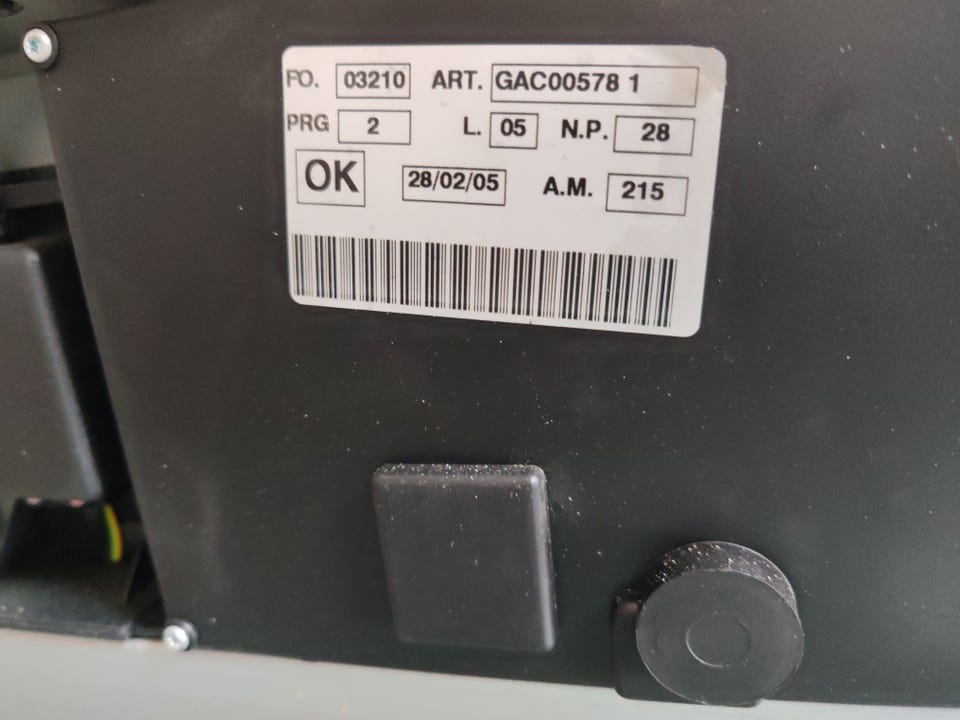 FO. 03210 ART. GAC00578 1
PRG 2 L. 05 N.P. 28
OK 28/02/05 A.M. 215